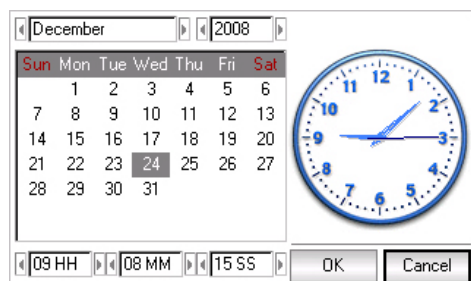 December 2008
Sun Mon Tue Wed Thu Fri Sat
1 2 3 4 5 6
7 8 9 10 11 12 13
14 15 16 17 18 19 20
21 22 23 24 25 26 27
28 29 30 31
12 1 2 3 4 5 6 7 8 9 10 11
09 HH 08 MM 15 SS OK Cancel